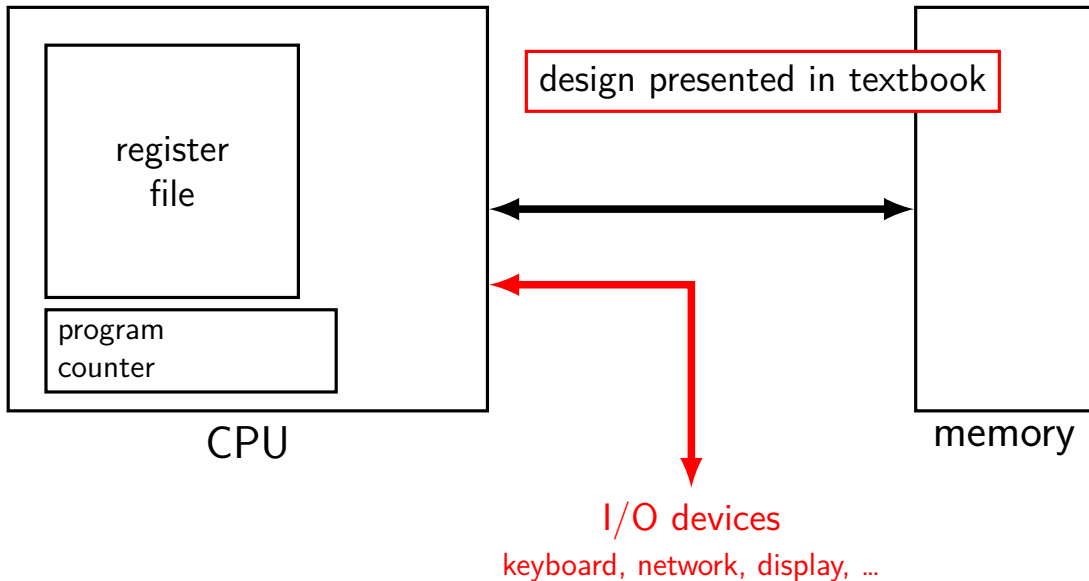 design presented in textbook
register
file
program
counter
CPU
memory
I/O devices
keyboard, network, display, ...